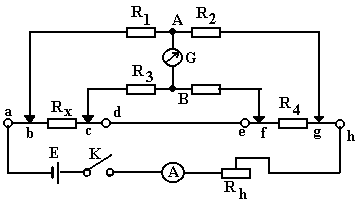 R1 A R2
G
R3 B
a b Rx c d e f R4 g h
E K A Rh